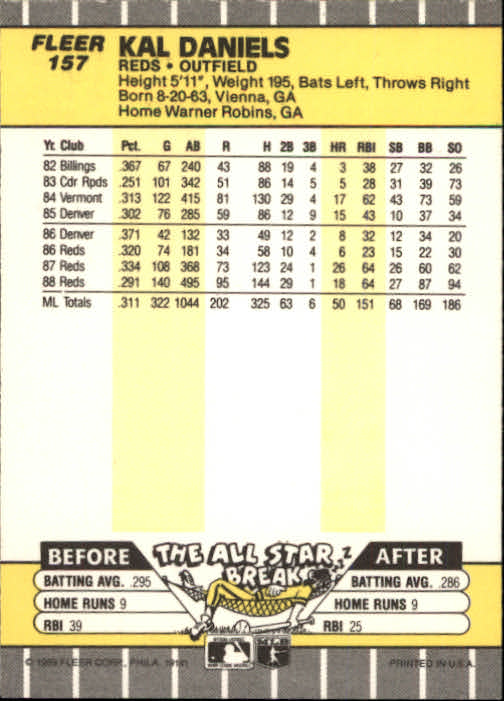 FLEER
157
KAL DANIELS
REDS • OUTFIELD
Height 5'11", Weight 195, Bats Left, Throws Right
Born 8-20-63, Vienna, GA
Home Warner Robins, GA
Yr. Club Pct. G AB R H 2B 3B HR RBI SB BB SO
82 Billings .367 67 240 43 88 19 4 3 38 27 32 26
83 Cdr Rpds .251 101 342 51 86 14 5 5 28 31 39 73
84 Vermont .313 122 415 81 130 29 4 17 62 43 73 59
85 Denver .302 76 285 59 86 12 9 15 43 10 37 34
86 Denver .371 42 132 33 49 12 2 8 32 12 34 20
86 Reds .320 74 181 34 58 10 4 6 23 15 22 30
87 Reds .334 108 368 73 123 24 1 26 64 26 60 62
88 Reds .291 140 495 95 144 29 1 18 64 27 87 94
ML Totals .311 322 1044 202 325 63 6 50 151 68 169 186
BEFORE THE ALL STAR BREAK Z AFTER
BATTING AVG. .295 BATTING AVG. .286
HOME RUNS 9 HOME RUNS 9
RBI 39 RBI 25
© 1989 FLEER CORP., PHILA. 19141 MLB PRINTED IN U.S.A.